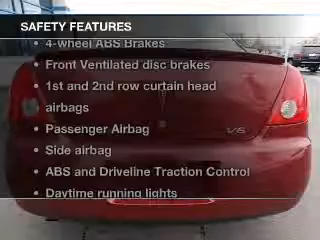 SAFETY FEATURES
• 4-wheel ABS Brakes
• Front Ventilated disc brakes
• 1st and 2nd row curtain head
airbags
• Passenger Airbag
V6
• Side airbag
• ABS and Driveline Traction Control
• Daytime running lights